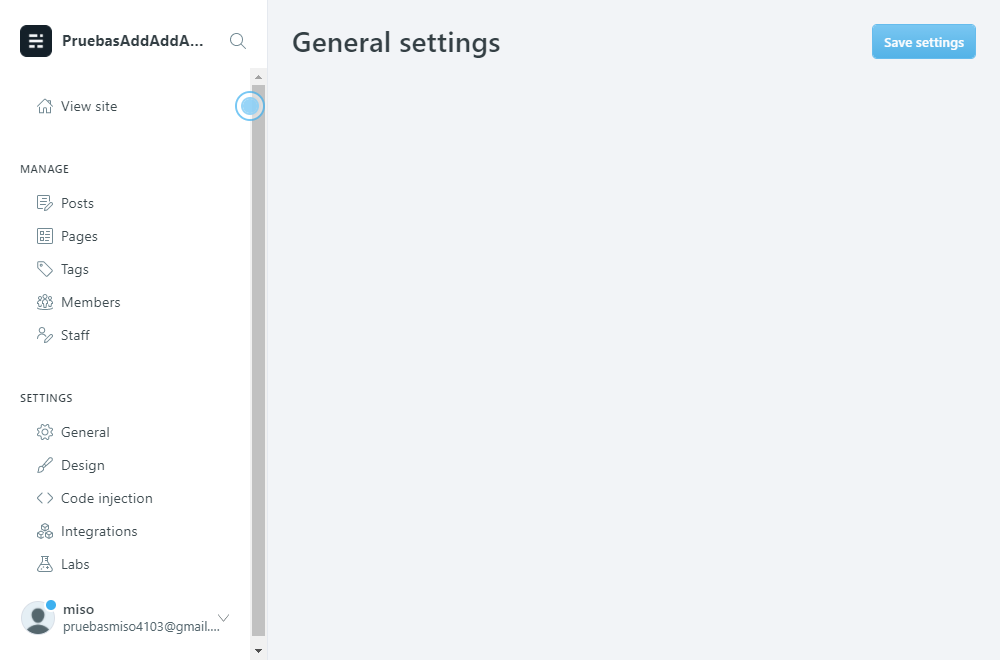 PruebasAddAddA...
General settings
Save settings
View site
MANAGE
Posts
Pages
Tags
Members
Staff
SETTINGS
General
Design
Code injection
Integrations
Labs
miso
pruebasmiso4103@gmail....